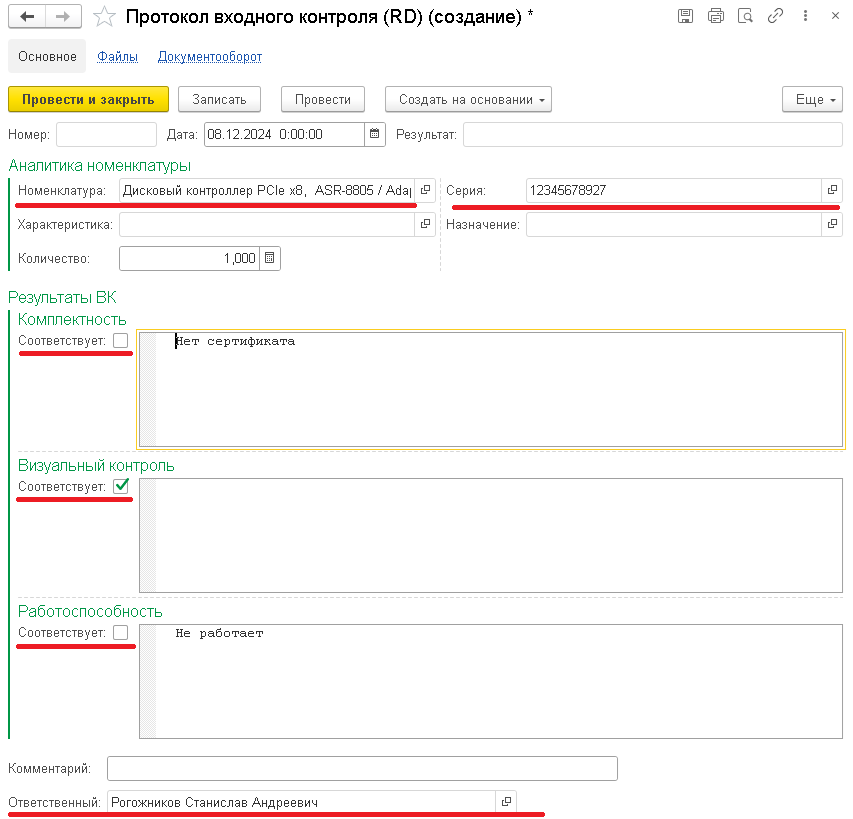 Протокол входного контроля (RD) (создание) *
Основное Файлы Документооборот
Провести и закрыть Записать Провести Создать на основании Еще
Номер: Дата: 08.12.2024 0:00:00 Результат:
Аналитика номенклатуры
Номенклатура: Дисковый контроллер PCIe x8, ASR-8805 / Adap Серия: 12345678927
Характеристика: Назначение:
Количество: 1,000
Результаты ВК
Комплектность
Соответствует: Нет сертификата
Визуальный контроль
Соответствует:
Работоспособность
Соответствует: Не работает
Комментарий:
Ответственный: Рогожников Станислав Андреевич